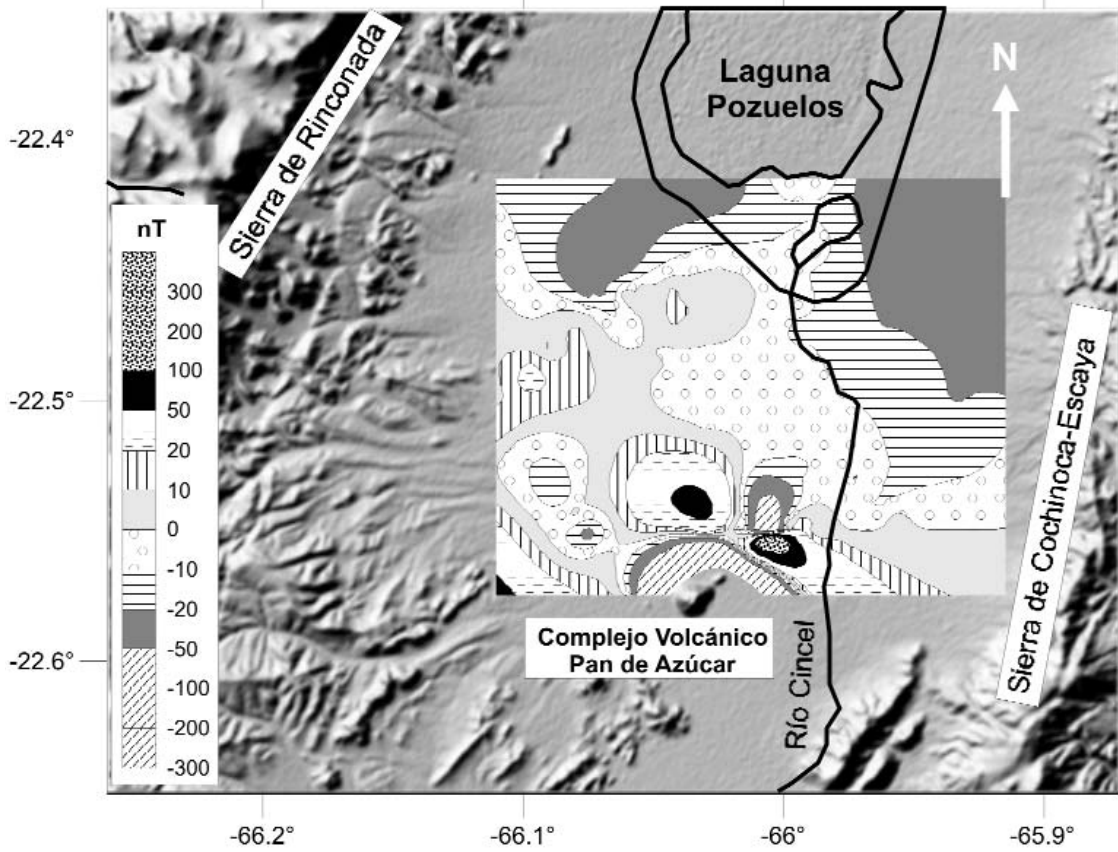 Sierra de Rinconada
Laguna
Pozuelos
N
-22.4°
-22.5°
-22.6°
nT
300
200
100
50
20
10
0
-10
-20
-50
-100
-200
-300
Complejo Volcánico
Pan de Azúcar
Río Cincel
Sierra de Cochinoca-Escaya
-66.2°
-66.1°
-66°
-65.9°